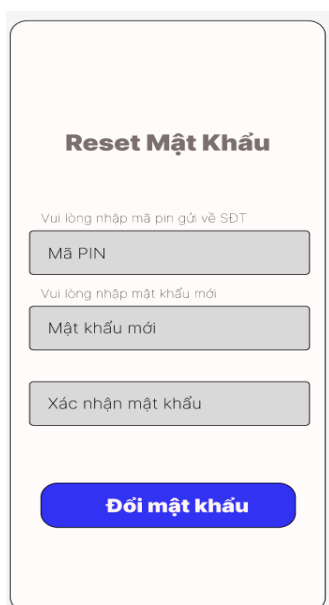 Reset Mật Khẩu
Vui lòng nhập mã pin gửi về SĐT
Mã PIN
Vui lòng nhập mật khẩu mới
Mật khẩu mới
Xác nhận mật khẩu
Đổi mật khẩu